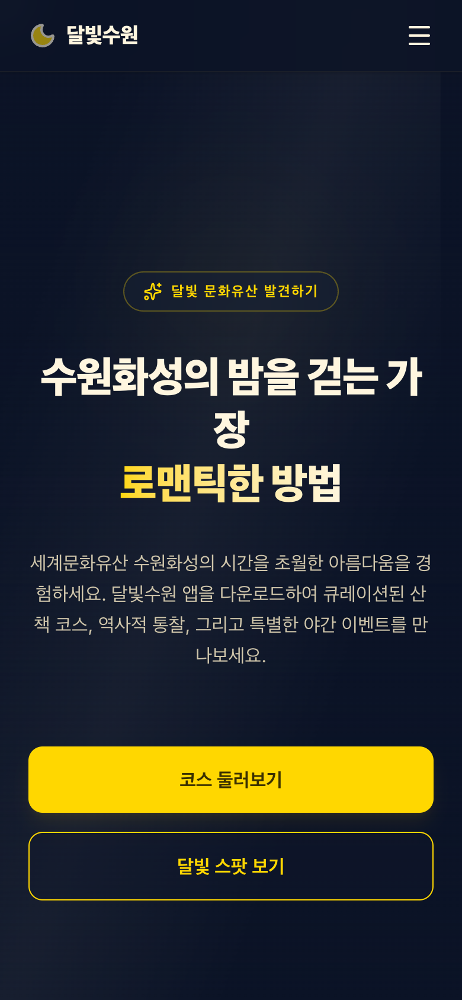 달빛수원
달빛 문화유산 발견하기
수원화성의 밤을 걷는 가
장
로맨틱한 방법
세계문화유산 수원화성의 시간을 초월한 아름다움을 경
험하세요. 달빛수원 앱을 다운로드하여 큐레이션된 산
책 코스, 역사적 통찰, 그리고 특별한 야간 이벤트를 만
나보세요.
코스 둘러보기
달빛 스팟 보기